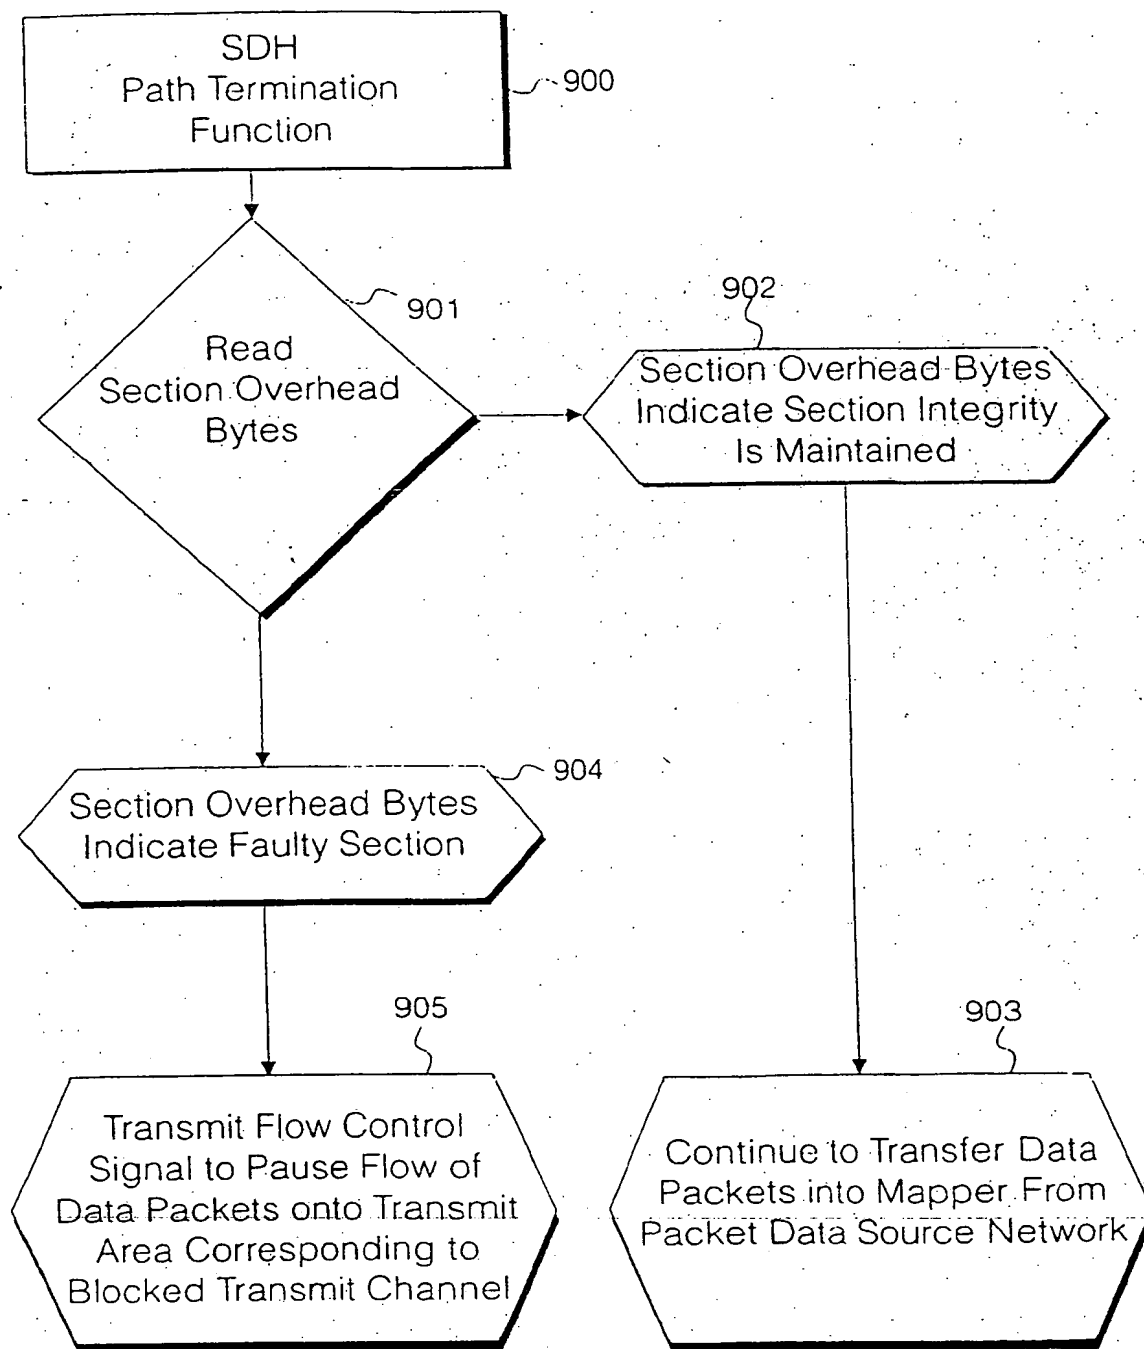 SDH
Path Termination
Function
900
901
Read
Section Overhead
Bytes
902
Section Overhead Bytes
Indicate Section Integrity
Is Maintained
904
Section Overhead Bytes
Indicate Faulty Section
905
Transmit Flow Control
Signal to Pause Flow of
Data Packets onto Transmit
Area Corresponding to
Blocked Transmit Channel
903
Continue to Transfer Data
Packets into Mapper From
Packet Data Source Network